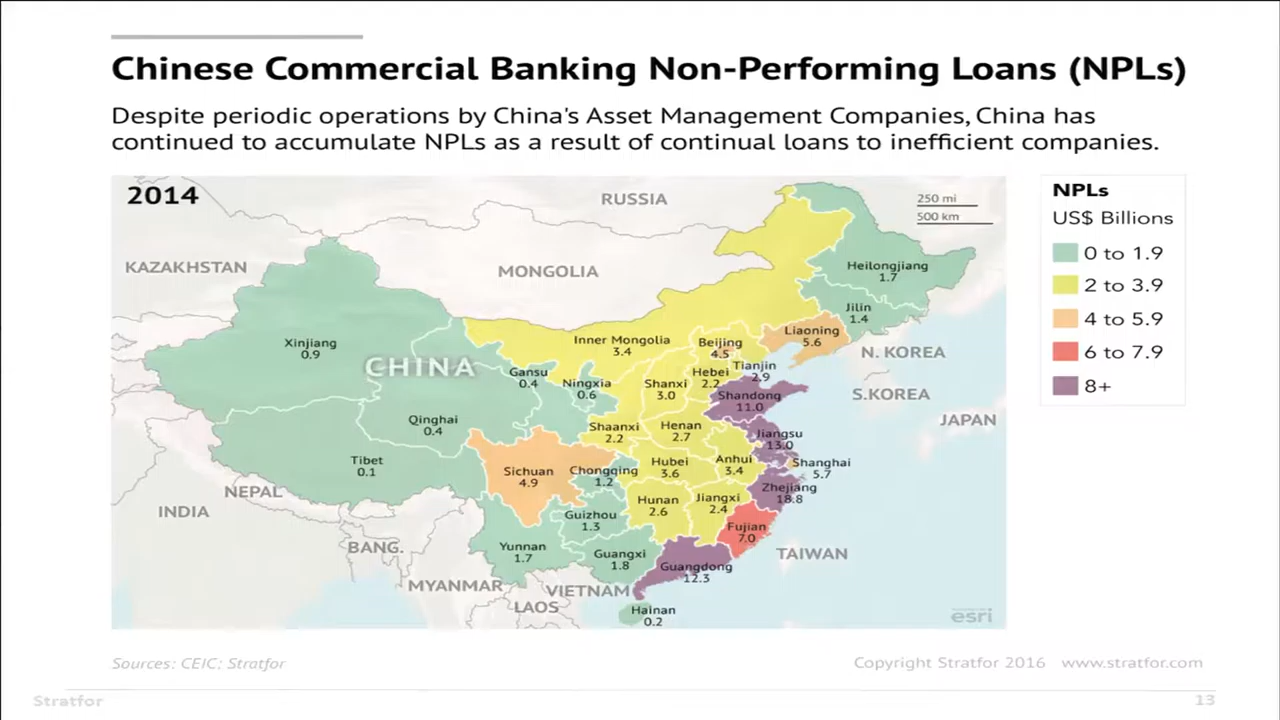 Chinese Commercial Banking Non-Performing Loans (NPLs)
Despite periodic operations by China's Asset Management Companies, China has
continued to accumulate NPLs as a result of continual loans to inefficient companies.
2014
RUSSIA
250 mi
500 km
KAZAKHSTAN
MONGOLIA
Heilongjiang
1.7
Jilin
1.4
Liaoning
5.6
Inner Mongolia
3.4
Beijing
4.5
Xinjiang
0.9
CHINA
N. KOREA
Tianjin
2.9
Gansu
0.4
Ningxia
0.6
Hebei
2.2
Shanxi
3.0
Shandong
11.0
S.KOREA
JAPAN
Qinghai
0.4
Shaanxi
2.2
Henan
2.7
Jiangsu
13.0
Tibet
0.1
Sichuan
4.9
Chongqing
1.2
Hubei
3.6
Anhui
3.4
Shanghai
5.7
NEPAL
Zhejiang
18.8
INDIA
Hunan
2.6
Jiangxi
2.4
Guizhou
1.3
Fujian
7.0
BANG.
Yunnan
1.7
Guangxi
1.8
TAIWAN
Guangdong
12.3
MYANMAR
VIETNAM
LAOS
Hainan
0.2
esri
NPLs
US$ Billions
0 to 1.9
2 to 3.9
4 to 5.9
6 to 7.9
8+
Sources: CEIC; Stratfor
Copyright Stratfor 2016 www.stratfor.com
Stratfor
13